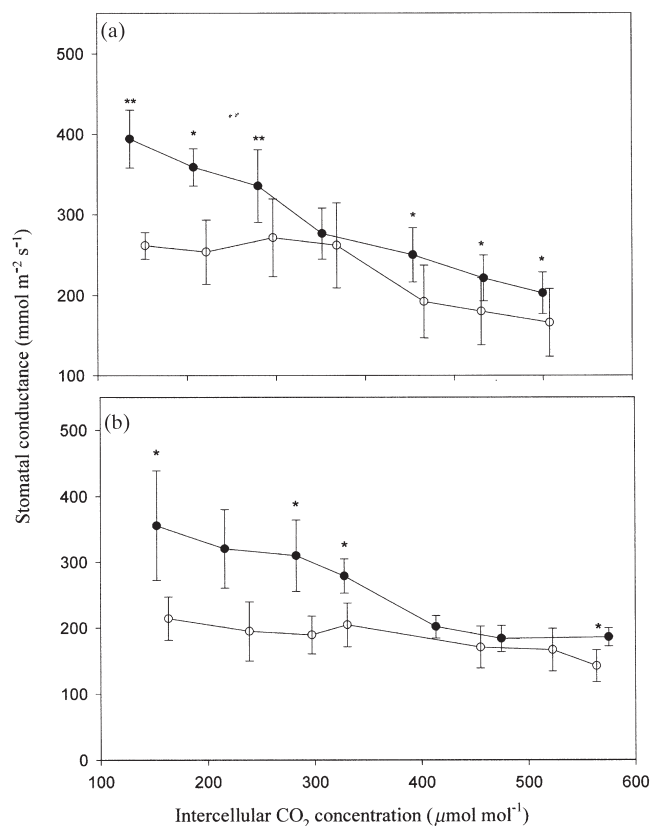 (a)
500
400
300
200
100
** * ** * * *
Stomatal conductance (mmol m⁻² s⁻¹)
(b)
500
400
300
200
100
0
* * * *
100 200 300 400 500 600
Intercellular CO₂ concentration (μmol mol⁻¹)